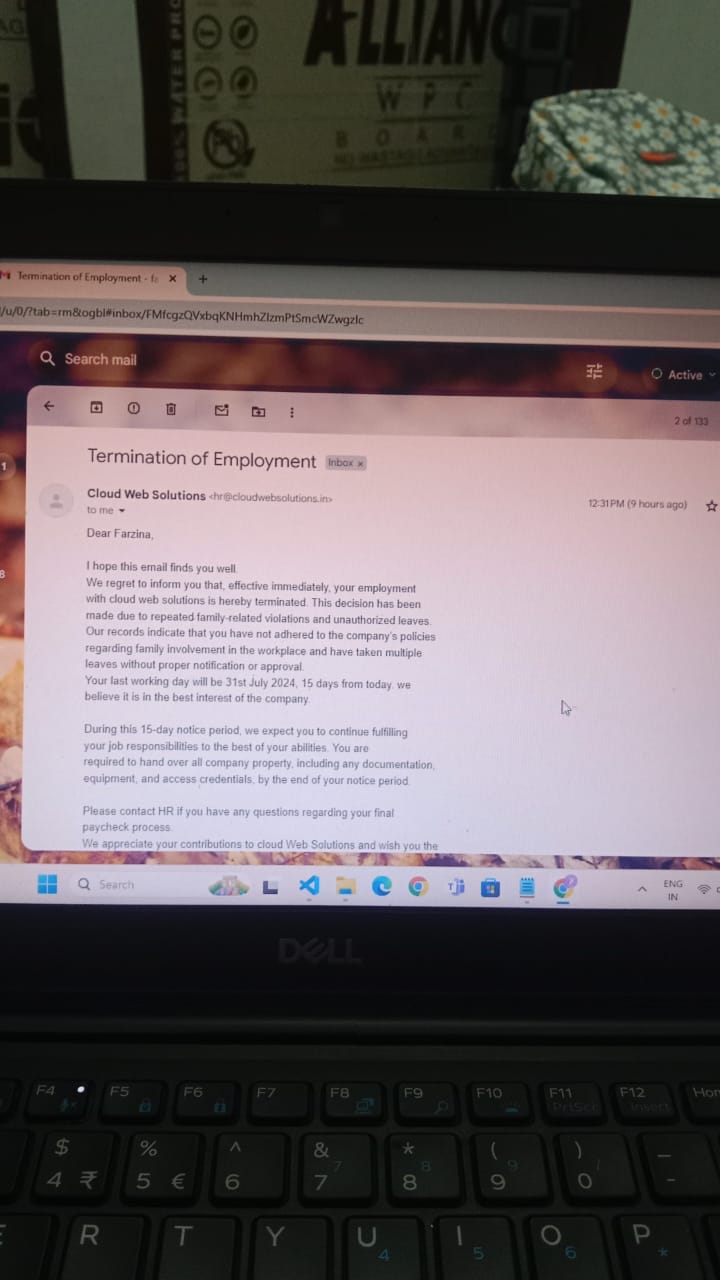 A-LLIAN
W P C
B O A R
Termination of Employment - fa
/u/0/?tab=rm&ogbl#inbox/FMfcgzQVxbqKNHmhZlzmPtSmcWZwgzlc
Search mail
Active
2 of 133
Termination of Employment Inbox x
1
Cloud Web Solutions <hr@cloudwebsolutions.in>
12:31 PM (9 hours ago)
to me
Dear Farzina,
8
I hope this email finds you well.
We regret to inform you that, effective immediately, your employment
with cloud web solutions is hereby terminated. This decision has been
made due to repeated family-related violations and unauthorized leaves.
Our records indicate that you have not adhered to the company's policies
regarding family involvement in the workplace and have taken multiple
leaves without proper notification or approval.
Your last working day will be 31st July 2024, 15 days from today. we
believe it is in the best interest of the company.
During this 15-day notice period, we expect you to continue fulfilling
your job responsibilities to the best of your abilities. You are
required to hand over all company property, including any documentation,
equipment, and access credentials, by the end of your notice period.
Please contact HR if you have any questions regarding your final
paycheck process.
We appreciate your contributions to cloud Web Solutions and wish you the
Search
ENG
IN
DELL
F4 F5 F6 F7 F8 F9 F10 F11 F12 Hom
PrtScr insert
$ % ^ & * ( ) —
4 ₹ 5 € 6 7 7 8 8 9 9 0 / -
R T Y U 4 I 5 O 6 P *